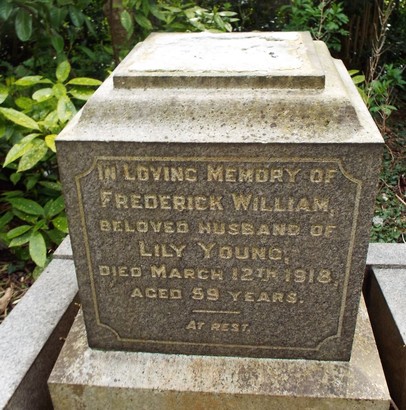 IN LOVING MEMORY OF
FREDERICK WILLIAM,
BELOVED HUSBAND OF
LILY YOUNG,
DIED MARCH 12TH 1918,
AGED 59 YEARS.
AT REST.